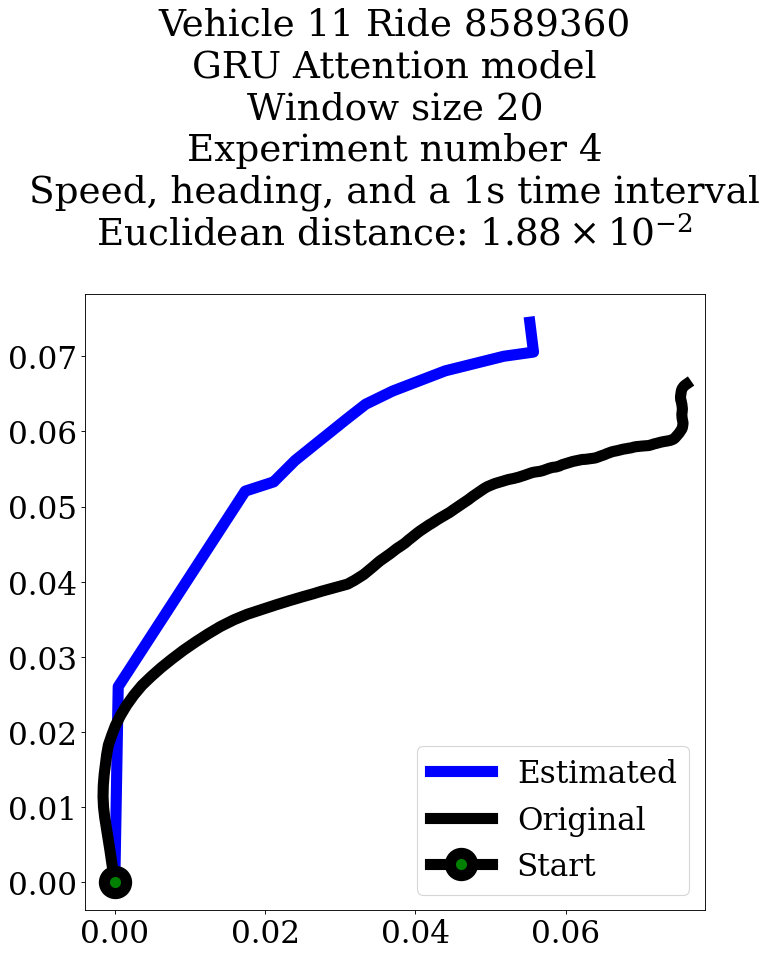 Vehicle 11 Ride 8589360
GRU Attention model
Window size 20
Experiment number 4
Speed, heading, and a 1s time interval
Euclidean distance: 1.88 × 10⁻²
0.07
0.06
0.05
0.04
0.03
0.02
0.01
0.00
Estimated
Original
Start
0.00 0.02 0.04 0.06